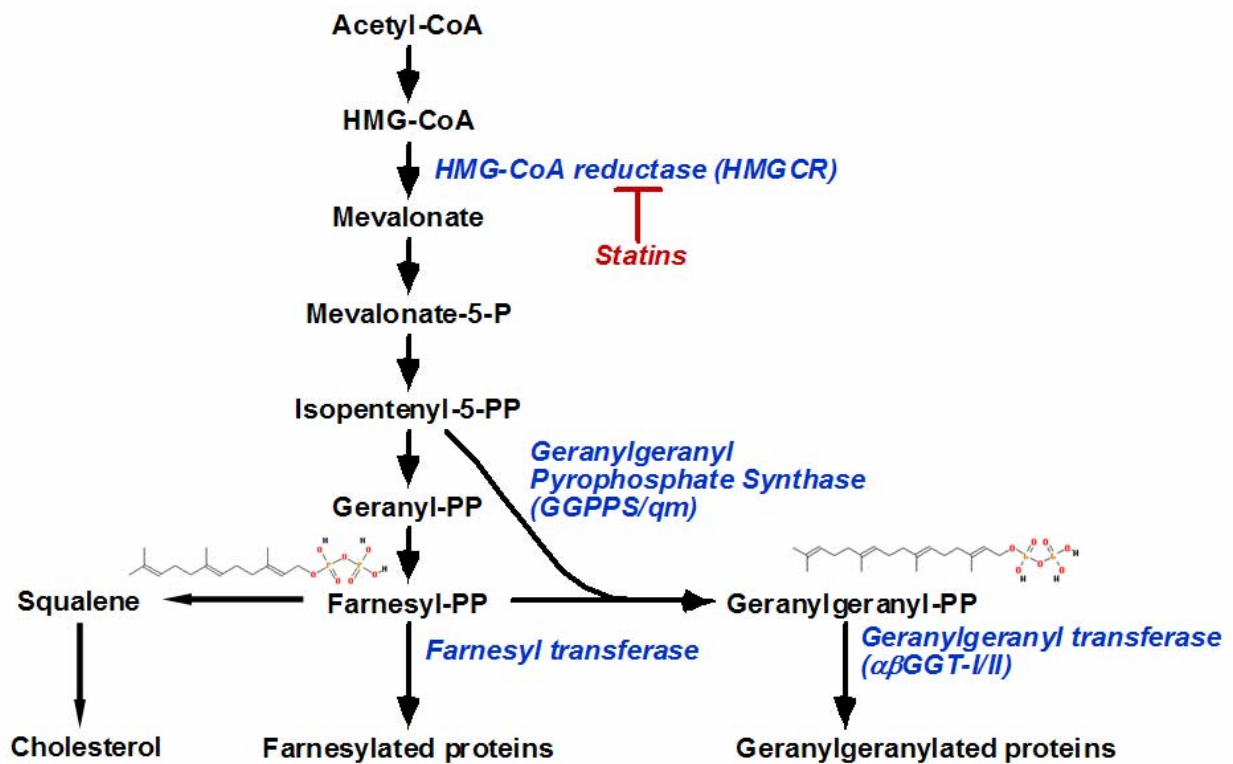 Acetyl-CoA
HMG-CoA
HMG-CoA reductase (HMGCR)
Mevalonate
Statins
Mevalonate-5-P
Isopentenyl-5-PP
Geranylgeranyl
Pyrophosphate Synthase
(GGPPS/qm)
Geranyl-PP
Squalene
Farnesyl-PP
Geranylgeranyl-PP
Farnesyl transferase
Geranylgeranyl transferase
(αβGGT-I/II)
Cholesterol
Farnesylated proteins
Geranylgeranylated proteins